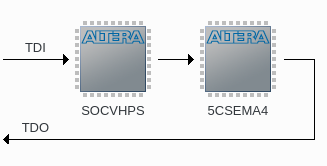 TDI
ALTERA
ALTERA
SOCVHPS
5CSEMA4
TDO